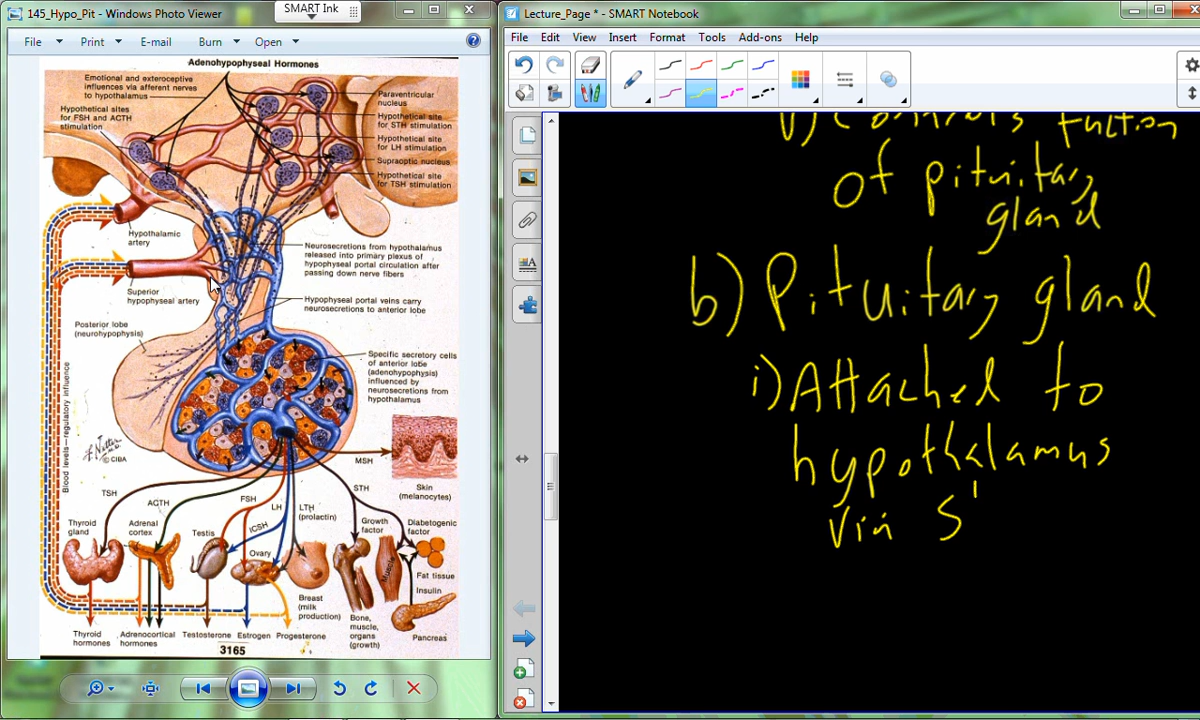 145_Hypo_Pit - Windows Photo Viewer
SMART Ink
File Print E-mail Burn Open
Adenohypophyseal Hormones
Emotional and exteroceptive
influences via afferent nerves
to hypothalamus
Hypothetical sites
for FSH and ACTH
stimulation
Paraventricular
nucleus
Hypothetical site
for STH stimulation
Hypothetical site
for LH stimulation
Supraoptic nucleus
Hypothetical site
for TSH stimulation
Hypothalamic
artery
Superior
hypophyseal artery
Neurosecretions from hypothalamus
released into primary plexus of
hypophyseal portal circulation after
passing down nerve fibers
Hypophyseal portal veins carry
neurosecretions to anterior lobe
Posterior lobe
(neurohypophysis)
Specific secretory cells
of anterior lobe
(adenohypophysis)
influenced by
neurosecretions from
hypothalamus
Blood levels—regulatory influence
F. Netter
M.D.
© CIBA
MSH
Skin
(melanocytes)
TSH
ACTH
FSH
LH
ICSH
LTH
(prolactin)
STH
Thyroid
gland
Adrenal
cortex
Testis
Ovary
Breast
(milk
production)
Growth
factor
Diabetogenic
factor
Muscle
Fat tissue
Insulin
Bone,
muscle,
organs
(growth)
Pancreas
Thyroid
hormones
Adrenocortical
hormones
Testosterone
Estrogen
Progesterone
3165
Lecture_Page * - SMART Notebook
File Edit View Insert Format Tools Add-ons Help
Controls fuction
of pituitary
gland
b) Pituitary gland
i) Attached to
hypothalamus
via s